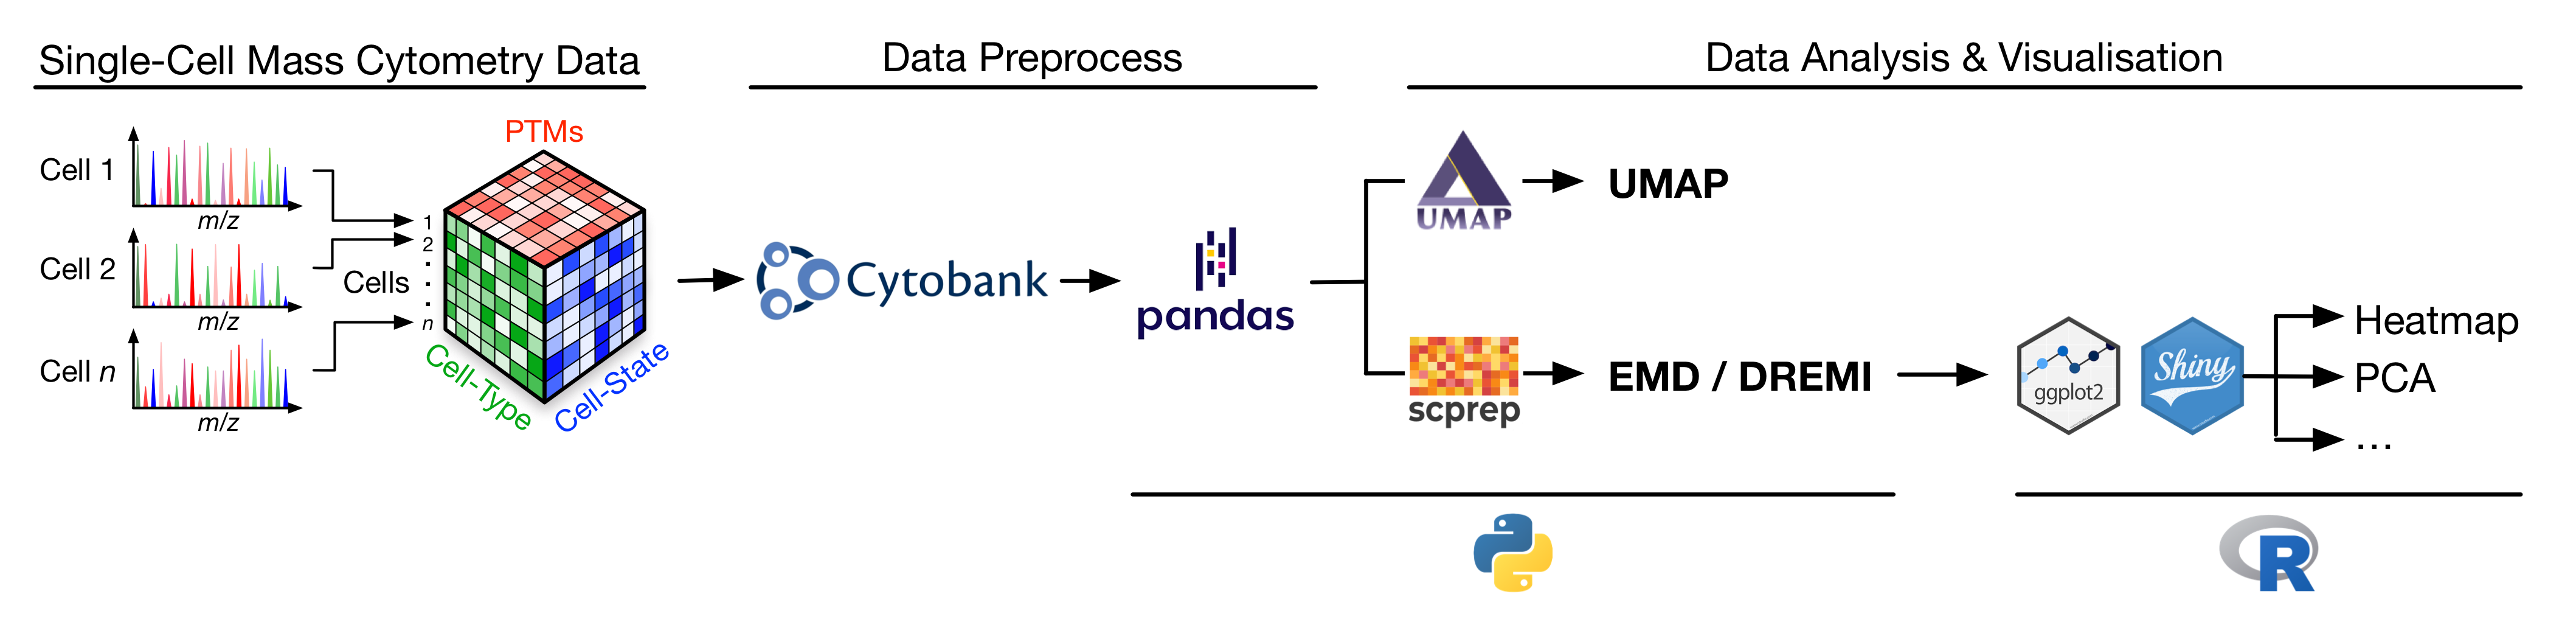 Single-Cell Mass Cytometry Data
Data Preprocess
Data Analysis & Visualisation
PTMs
Cell 1
m/z
Cell 2
m/z
Cell n
m/z
Cells
1
2
n
Cell-Type
Cell-State
Cytobank
pandas
UMAP
UMAP
scprep
EMD / DREMI
ggplot2
Shiny
Heatmap
PCA
...
R